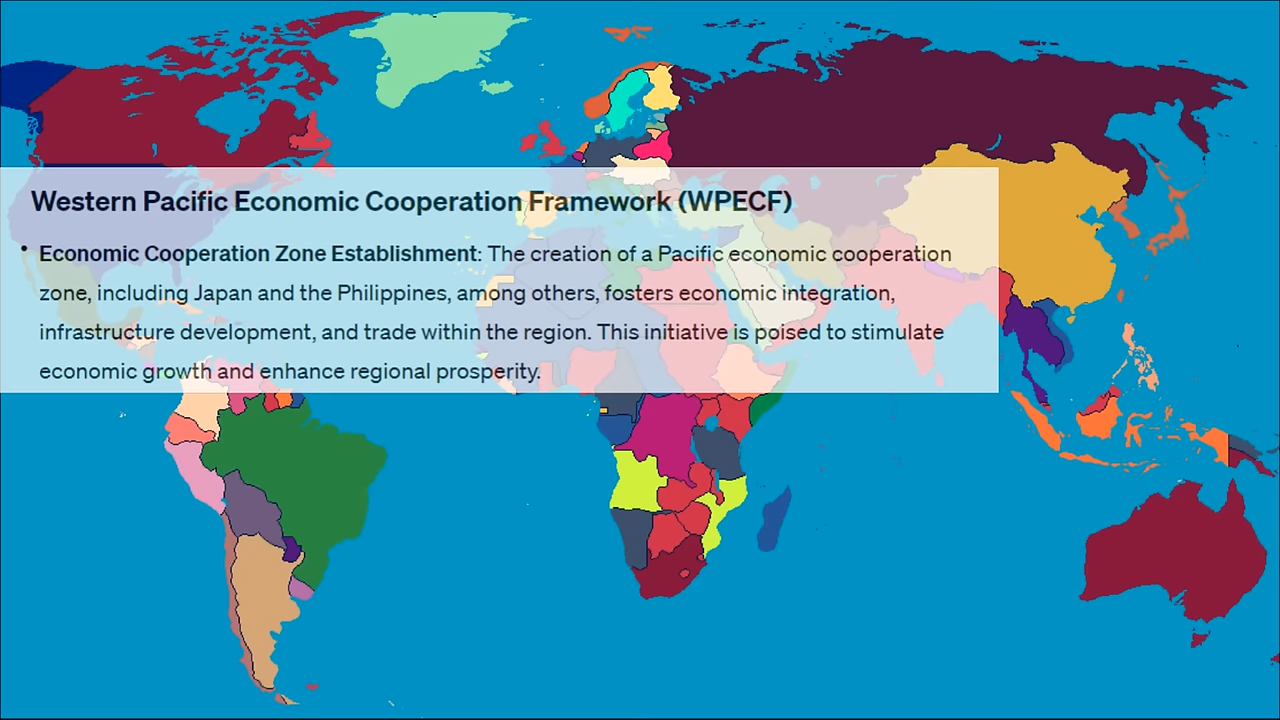 Western Pacific Economic Cooperation Framework (WPECF)
• Economic Cooperation Zone Establishment: The creation of a Pacific economic cooperation
zone, including Japan and the Philippines, among others, fosters economic integration,
infrastructure development, and trade within the region. This initiative is poised to stimulate
economic growth and enhance regional prosperity.